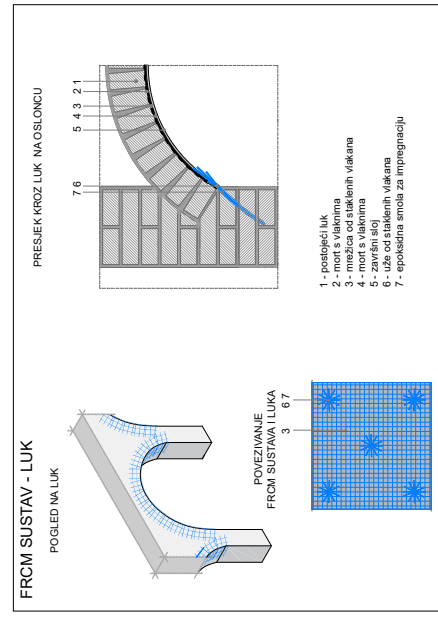 FRCM SUSTAV - LUK
POGLED NA LUK
POVEZIVANJE
FRCM SUSTAVA I LUKA
3
6 7
PRESJEK KROZ LUK NA OSLONCU
7 6
5
4
3
2
1
1 - postojeći luk
2 - mort s vlaknima
3 - mrežica od staklenih vlakana
4 - mort s vlaknima
5 - završni sloj
6 - uže od staklenih vlakana
7 - epoksidna smola za impregnaciju